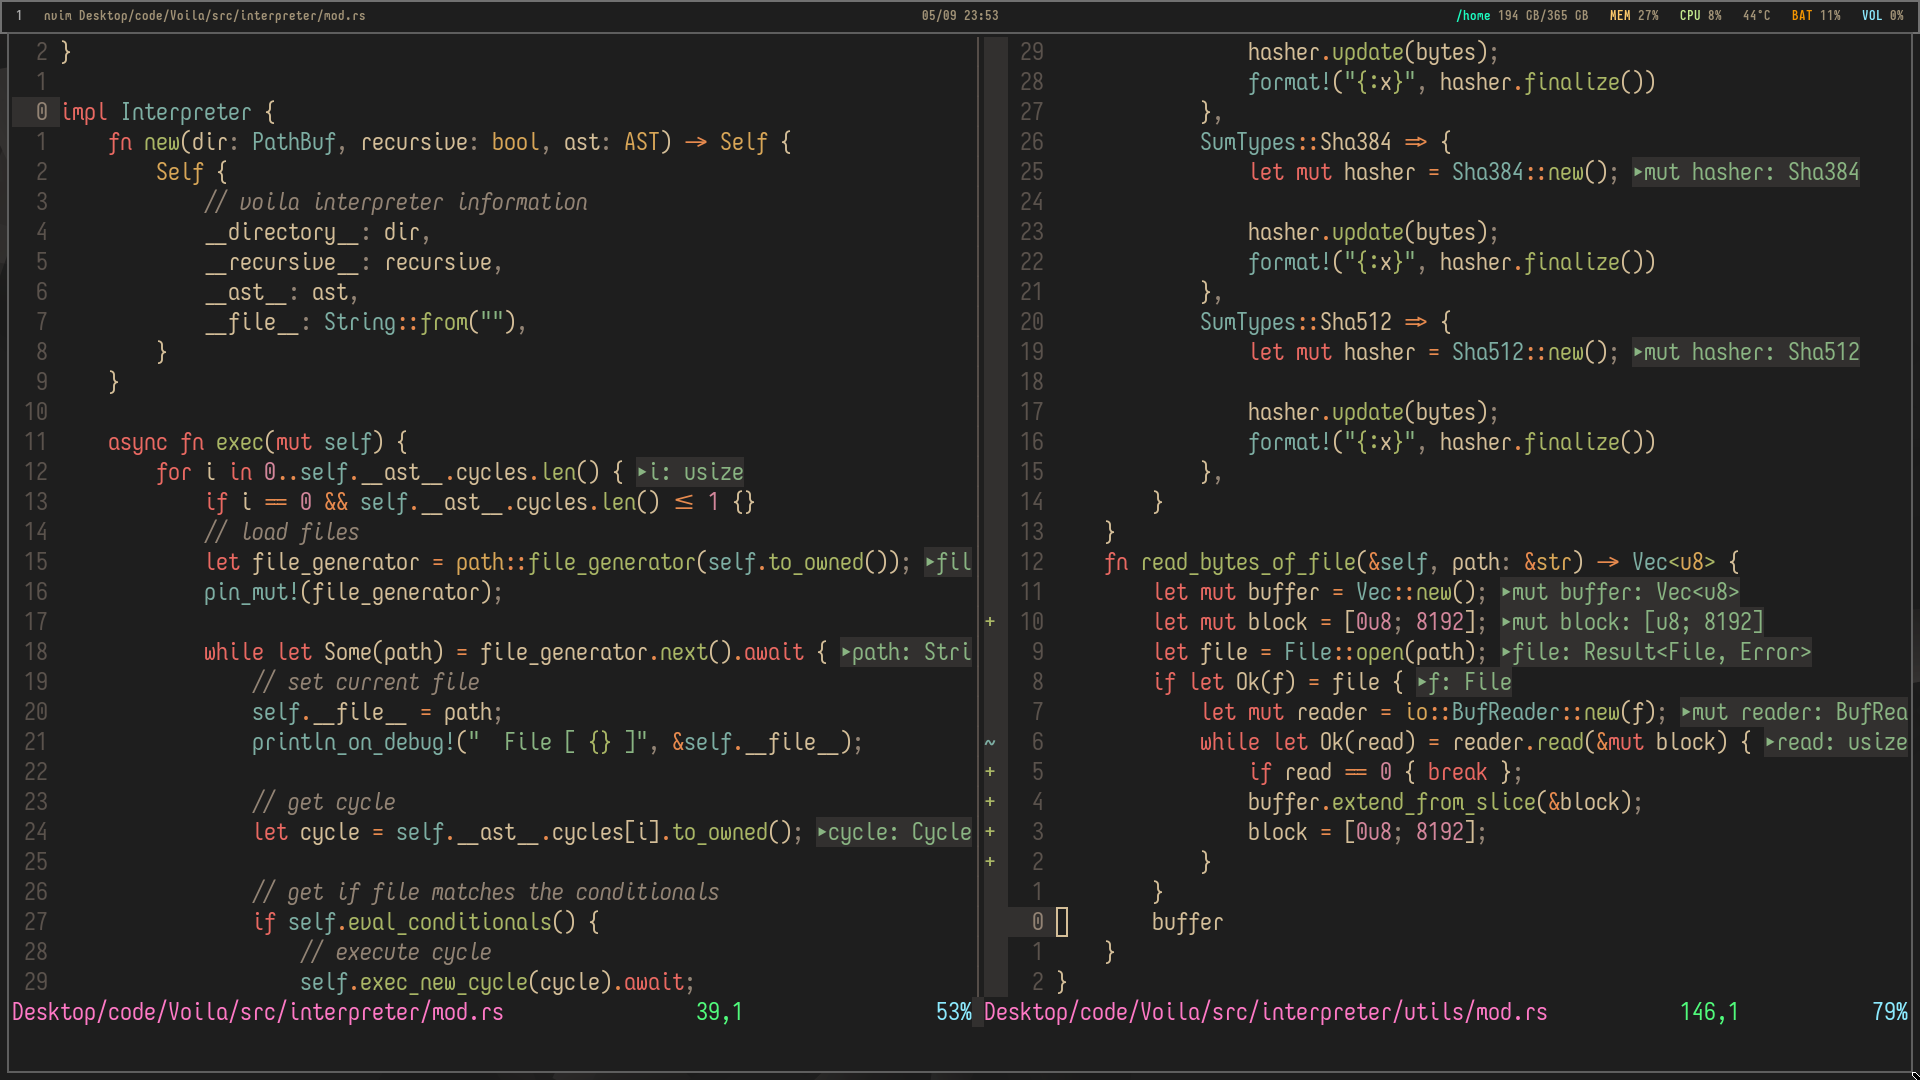 1 nvim Desktop/code/Voila/src/interpreter/mod.rs 05/09 23:53 /home 194 GB/365 GB MEM 27% CPU 8% 44°C BAT 11% VOL 0%
2 }
1
0 impl Interpreter {
1     fn new(dir: PathBuf, recursive: bool, ast: AST) -> Self {
2         Self {
3             // voila interpreter information
4             __directory__: dir,
5             __recursive__: recursive,
6             __ast__: ast,
7             __file__: String::from(""),
8         }
9     }
10
11     async fn exec(mut self) {
12         for i in 0..self.__ast__.cycles.len() { ▸i: usize
13             if i == 0 && self.__ast__.cycles.len() <= 1 {}
14             // load files
15             let file_generator = path::file_generator(self.to_owned()); ▸fil
16             pin_mut!(file_generator);
17
18             while let Some(path) = file_generator.next().await { ▸path: Stri
19                 // set current file
20                 self.__file__ = path;
21                 println_on_debug!("  File [ {} ]", &self.__file__);
22
23                 // get cycle
24                 let cycle = self.__ast__.cycles[i].to_owned(); ▸cycle: Cycle
25
26                 // get if file matches the conditionals
27                 if self.eval_conditionals() {
28                     // execute cycle
29                     self.exec_new_cycle(cycle).await;
Desktop/code/Voila/src/interpreter/mod.rs 39,1 53%
29                 hasher.update(bytes);
28                 format!("{:x}", hasher.finalize())
27             },
26             SumTypes::Sha384 => {
25                 let mut hasher = Sha384::new(); ▸mut hasher: Sha384
24
23                 hasher.update(bytes);
22                 format!("{:x}", hasher.finalize())
21             },
20             SumTypes::Sha512 => {
19                 let mut hasher = Sha512::new(); ▸mut hasher: Sha512
18
17                 hasher.update(bytes);
16                 format!("{:x}", hasher.finalize())
15             },
14         }
13     }
12     fn read_bytes_of_file(&self, path: &str) -> Vec<u8> {
11         let mut buffer = Vec::new(); ▸mut buffer: Vec<u8>
+ 10         let mut block = [0u8; 8192]; ▸mut block: [u8; 8192]
9         let file = File::open(path); ▸file: Result<File, Error>
8         if let Ok(f) = file { ▸f: File
7             let mut reader = io::BufReader::new(f); ▸mut reader: BufRea
~ 6             while let Ok(read) = reader.read(&mut block) { ▸read: usize
+ 5                 if read == 0 { break };
+ 4                 buffer.extend_from_slice(&block);
+ 3                 block = [0u8; 8192];
+ 2             }
1         }
0         buffer
1     }
2 }
Desktop/code/Voila/src/interpreter/utils/mod.rs 146,1 79%